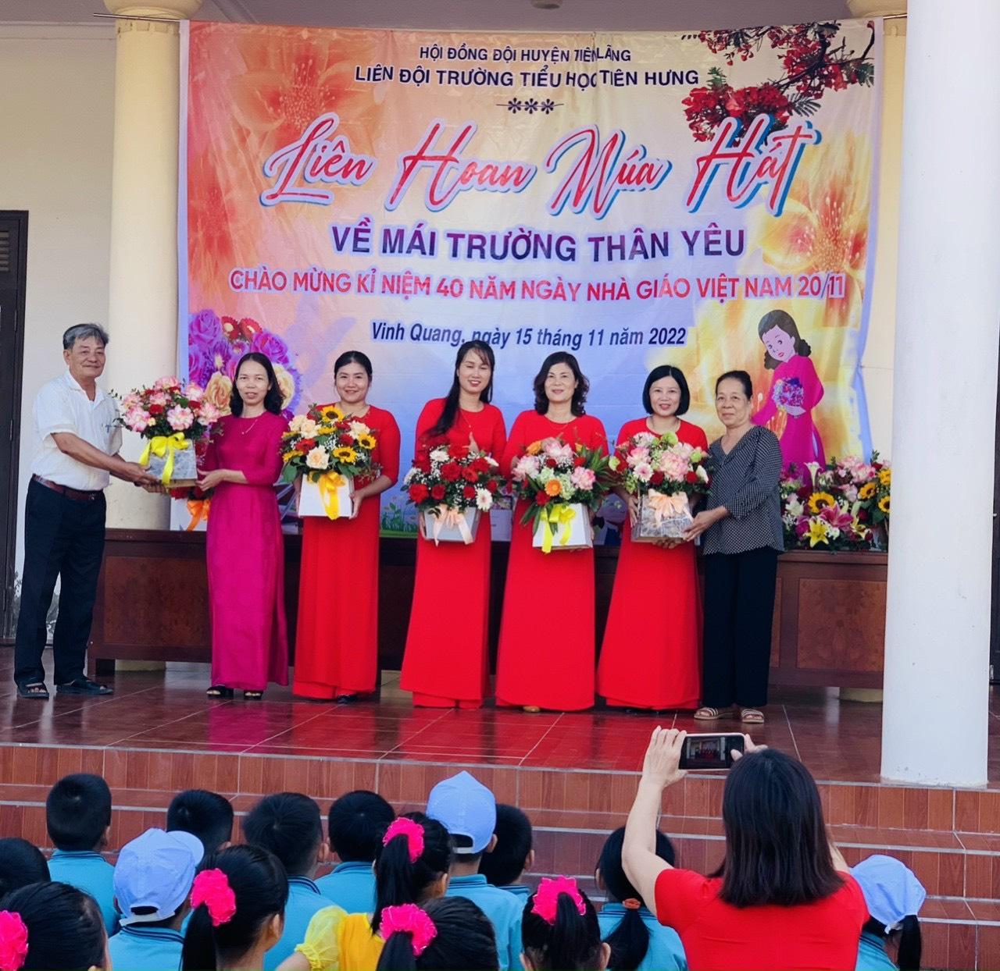 HỘI ĐỒNG ĐỘI HUYỆN TIÊN LÃNG
LIÊN ĐỘI TRƯỜNG TIỂU HỌC TIÊN HƯNG
Liên Hoan Múa Hát
VỀ MÁI TRƯỜNG THÂN YÊU
CHÀO MỪNG KỈ NIỆM 40 NĂM NGÀY NHÀ GIÁO VIỆT NAM 20/11
Vinh Quang, ngày 15 tháng 11 năm 2022